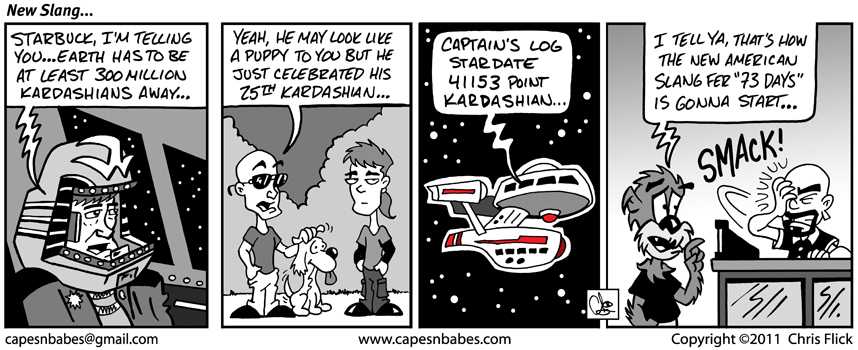 New Slang...
STARBUCK, I'M TELLING
YOU...EARTH HAS TO BE
AT LEAST 300 MILLION
KARDASHIANS AWAY...
YEAH, HE MAY LOOK LIKE
A PUPPY TO YOU BUT HE
JUST CELEBRATED HIS
25TH KARDASHIAN...
CAPTAIN'S LOG
STARDATE
41153 POINT
KARDASHIAN...
I TELL YA, THAT'S HOW
THE NEW AMERICAN
SLANG FER "73 DAYS"
IS GONNA START...
SMACK!
capesnbabes@gmail.com
www.capesnbabes.com
Copyright ©2011 Chris Flick